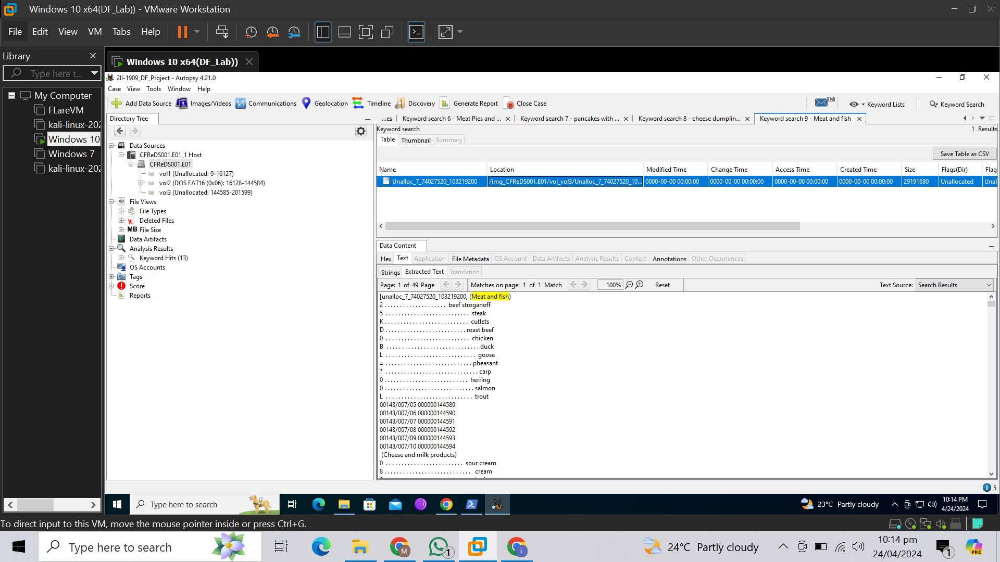 Windows 10 x64(DF_Lab)) - VMware Workstation
File Edit View VM Tabs Help
Library
Type here t...
My Computer
FLareVM
kali-linux-202
Windows 10
Windows 7
kali-linux-202
Windows 10 x64(DF_Lab))
2II-1909_DF_Project - Autopsy 4.21.0
Case View Tools Window Help
Add Data Source Images/Videos Communications Geolocation Timeline Discovery Generate Report Close Case 17 Keyword Lists Keyword Search
Directory Tree
Data Sources
CFReDS001.E01_1 Host
CFReDS001.E01
vol1 (Unallocated: 0-16127)
vol2 (DOS FAT16 (0x06): 16128-144584)
vol3 (Unallocated: 144585-201599)
File Views
File Types
Deleted Files
MB File Size
Data Artifacts
Analysis Results
Keyword Hits (13)
OS Accounts
Tags
Score
Reports
...es Keyword search 6 - Meat Pies and ... Keyword search 7 - pancakes with ... Keyword search 8 - cheese dumplin... Keyword search 9 - Meat and fish
Keyword search 1 Results
Table Thumbnail Summary
Save Table as CSV
Name Location Modified Time Change Time Access Time Created Time Size Flags(Dir) Flag
Unalloc_7_74027520_103219200 /img_CFReDS001.E01/vol_vol3/Unalloc_7_74027520_10... 0000-00-00 00:00:00 0000-00-00 00:00:00 0000-00-00 00:00:00 0000-00-00 00:00:00 29191680 Unallocated Unal
Data Content
Hex Text Application File Metadata OS Account Data Artifacts Analysis Results Context Annotations Other Occurrences
Strings Extracted Text Translation
Page: 1 of 49 Page Matches on page: 1 of 1 Match 100% Reset Text Source: Search Results
[unalloc_7_74027520_103219200, (Meat and fish)
2 . . . . . . . . . . . . . . . . . . . . beef stroganoff
5 . . . . . . . . . . . . . . . . . . . . . . . . . . . steak
K . . . . . . . . . . . . . . . . . . . . . . . . . . . cutlets
D . . . . . . . . . . . . . . . . . . . . . . . . . . roast beef
0 . . . . . . . . . . . . . . . . . . . . . . . . . . . chicken
B . . . . . . . . . . . . . . . . . . . . . . . . . . . . . . duck
L . . . . . . . . . . . . . . . . . . . . . . . . . . . . . goose
= . . . . . . . . . . . . . . . . . . . . . . . . . . . . pheasant
? . . . . . . . . . . . . . . . . . . . . . . . . . . . . . . carp
0 . . . . . . . . . . . . . . . . . . . . . . . . . . . herring
0 . . . . . . . . . . . . . . . . . . . . . . . . . . . . . salmon
L . . . . . . . . . . . . . . . . . . . . . . . . . . . . trout
00143/007/05 000000144589
00143/007/06 000000144590
00143/007/07 000000144591
00143/007/08 000000144592
00143/007/09 000000144593
00143/007/10 000000144594
(Cheese and milk products)
0 . . . . . . . . . . . . . . . . . . . . . . . . . sour cream
8 . . . . . . . . . . . . . . . . . . . . . . . . . . . . cream
5
Type here to search
23°C Partly cloudy
10:14 PM
4/24/2024
To direct input to this VM, move the mouse pointer inside or press Ctrl+G.
Type here to search
M
1
i
24°C Partly cloudy
10:14 pm
24/04/2024
1
PRE